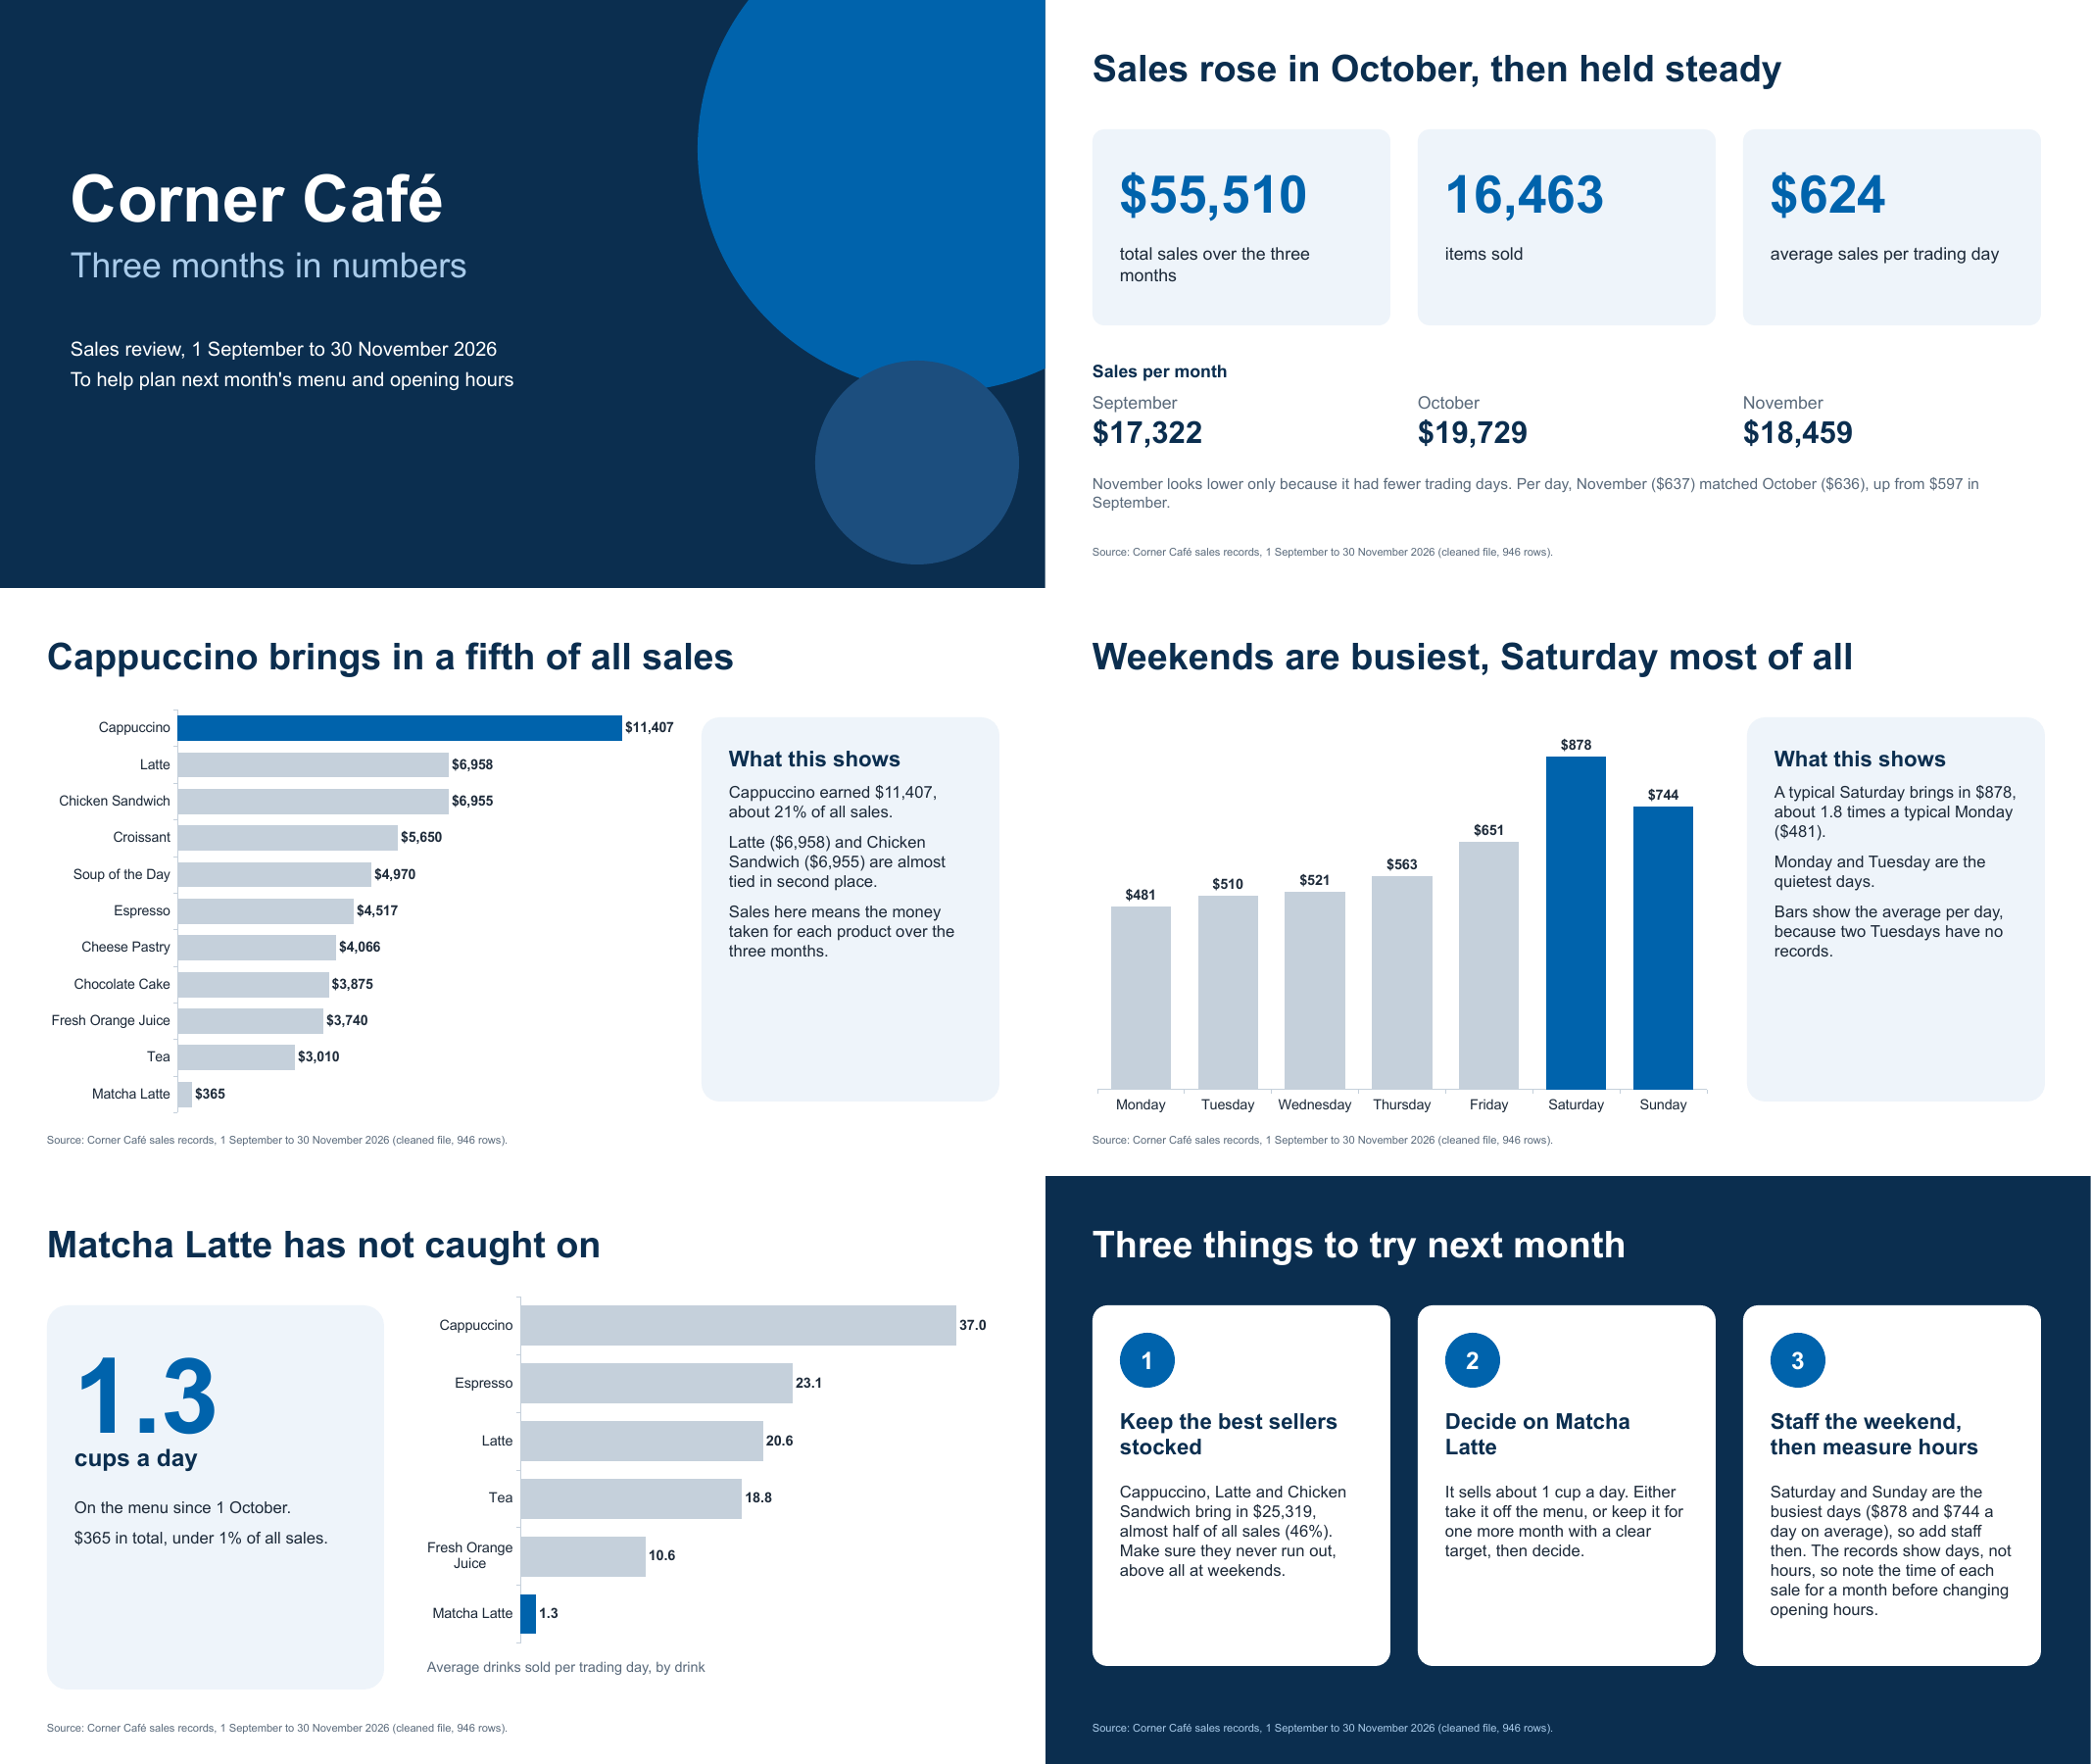 Corner Café
Three months in numbers
Sales review, 1 September to 30 November 2026
To help plan next month's menu and opening hours
Sales rose in October, then held steady
$55,510
total sales over the three
months
16,463
items sold
$624
average sales per trading day
Sales per month
September
$17,322
October
$19,729
November
$18,459
November looks lower only because it had fewer trading days. Per day, November ($637) matched October ($636), up from $597 in
September.
Source: Corner Café sales records, 1 September to 30 November 2026 (cleaned file, 946 rows).
Cappuccino brings in a fifth of all sales
Cappuccino $11,407
Latte $6,958
Chicken Sandwich $6,955
Croissant $5,650
Soup of the Day $4,970
Espresso $4,517
Cheese Pastry $4,066
Chocolate Cake $3,875
Fresh Orange Juice $3,740
Tea $3,010
Matcha Latte $365
What this shows
Cappuccino earned $11,407,
about 21% of all sales.
Latte ($6,958) and Chicken
Sandwich ($6,955) are almost
tied in second place.
Sales here means the money
taken for each product over the
three months.
Source: Corner Café sales records, 1 September to 30 November 2026 (cleaned file, 946 rows).
Weekends are busiest, Saturday most of all
$481 $510 $521 $563 $651 $878 $744
Monday Tuesday Wednesday Thursday Friday Saturday Sunday
What this shows
A typical Saturday brings in $878,
about 1.8 times a typical Monday
($481).
Monday and Tuesday are the
quietest days.
Bars show the average per day,
because two Tuesdays have no
records.
Source: Corner Café sales records, 1 September to 30 November 2026 (cleaned file, 946 rows).
Matcha Latte has not caught on
1.3
cups a day
On the menu since 1 October.
$365 in total, under 1% of all sales.
Cappuccino 37.0
Espresso 23.1
Latte 20.6
Tea 18.8
Fresh Orange
Juice 10.6
Matcha Latte 1.3
Average drinks sold per trading day, by drink
Source: Corner Café sales records, 1 September to 30 November 2026 (cleaned file, 946 rows).
Three things to try next month
1
Keep the best sellers
stocked
Cappuccino, Latte and Chicken
Sandwich bring in $25,319,
almost half of all sales (46%).
Make sure they never run out,
above all at weekends.
2
Decide on Matcha
Latte
It sells about 1 cup a day. Either
take it off the menu, or keep it for
one more month with a clear
target, then decide.
3
Staff the weekend,
then measure hours
Saturday and Sunday are the
busiest days ($878 and $744 a
day on average), so add staff
then. The records show days, not
hours, so note the time of each
sale for a month before changing
opening hours.
Source: Corner Café sales records, 1 September to 30 November 2026 (cleaned file, 946 rows).